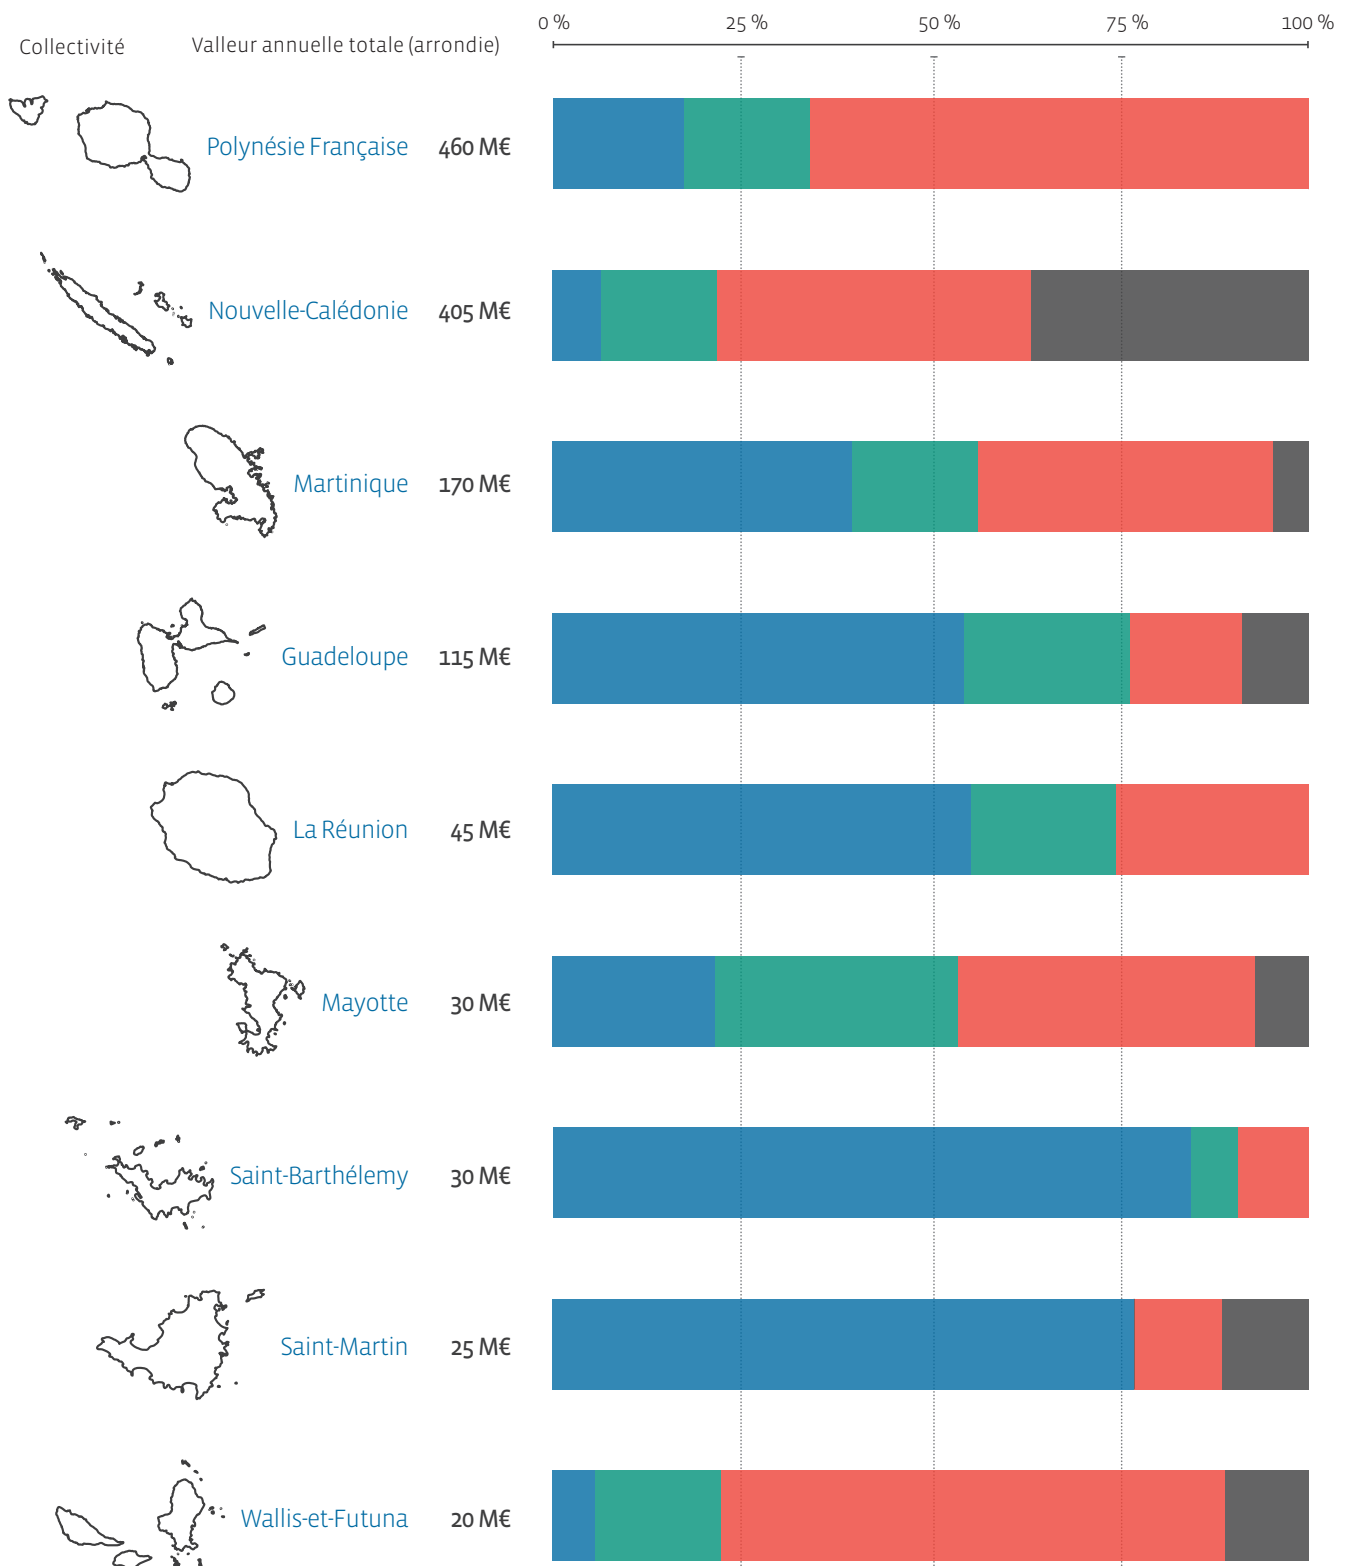 0 % 25 % 50 % 75 % 100 %
Collectivité Valleur annuelle totale (arrondie)
Polynésie Française 460 M€
Nouvelle-Calédonie 405 M€
Martinique 170 M€
Guadeloupe 115 M€
La Réunion 45 M€
Mayotte 30 M€
Saint-Barthélemy 30 M€
Saint-Martin 25 M€
Wallis-et-Futuna 20 M€